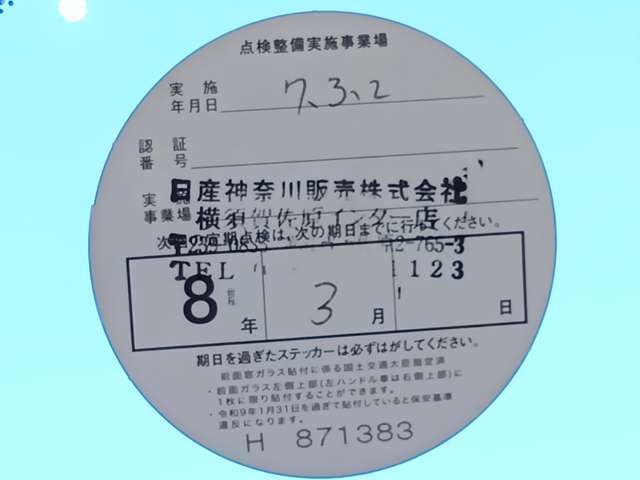 点検整備実施事業場
実施
年月日 7.3.2
認証
番号
実施
事業場
日産神奈川販売株式会社
横須賀佐原インター店
次回の定期点検は、次の期日までに行ってください。
〒239-0835 2-765-3
TEL 1123
8年 3月 日
期日を過ぎたステッカーは必ずはがしてください。
前面窓ガラス貼付に係る国土交通大臣指定済
・前面ガラス左側上部(左ハンドル車は右側上部)に
1枚に限り貼付することができます。
・令和9年1月31日を過ぎて貼付していると保安基準
違反になります。
H 871383